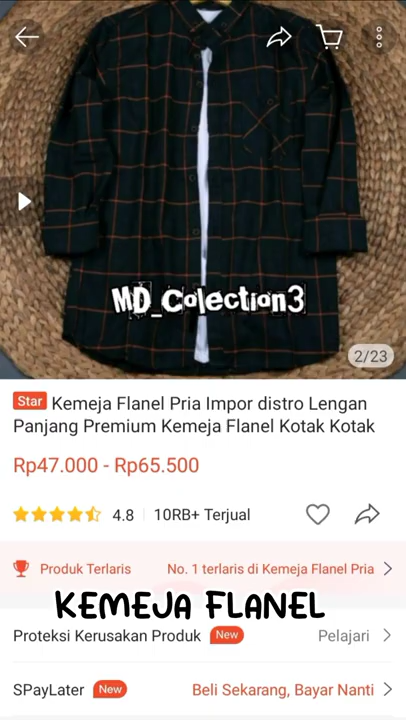 MD_Colection3
2/23
Star Kemeja Flanel Pria Impor distro Lengan
Panjang Premium Kemeja Flanel Kotak Kotak
Rp47.000 - Rp65.500
4.8 10RB+ Terjual
Produk Terlaris No. 1 terlaris di Kemeja Flanel Pria
KEMEJA FLANEL
Proteksi Kerusakan Produk New Pelajari
SPayLater New Beli Sekarang, Bayar Nanti